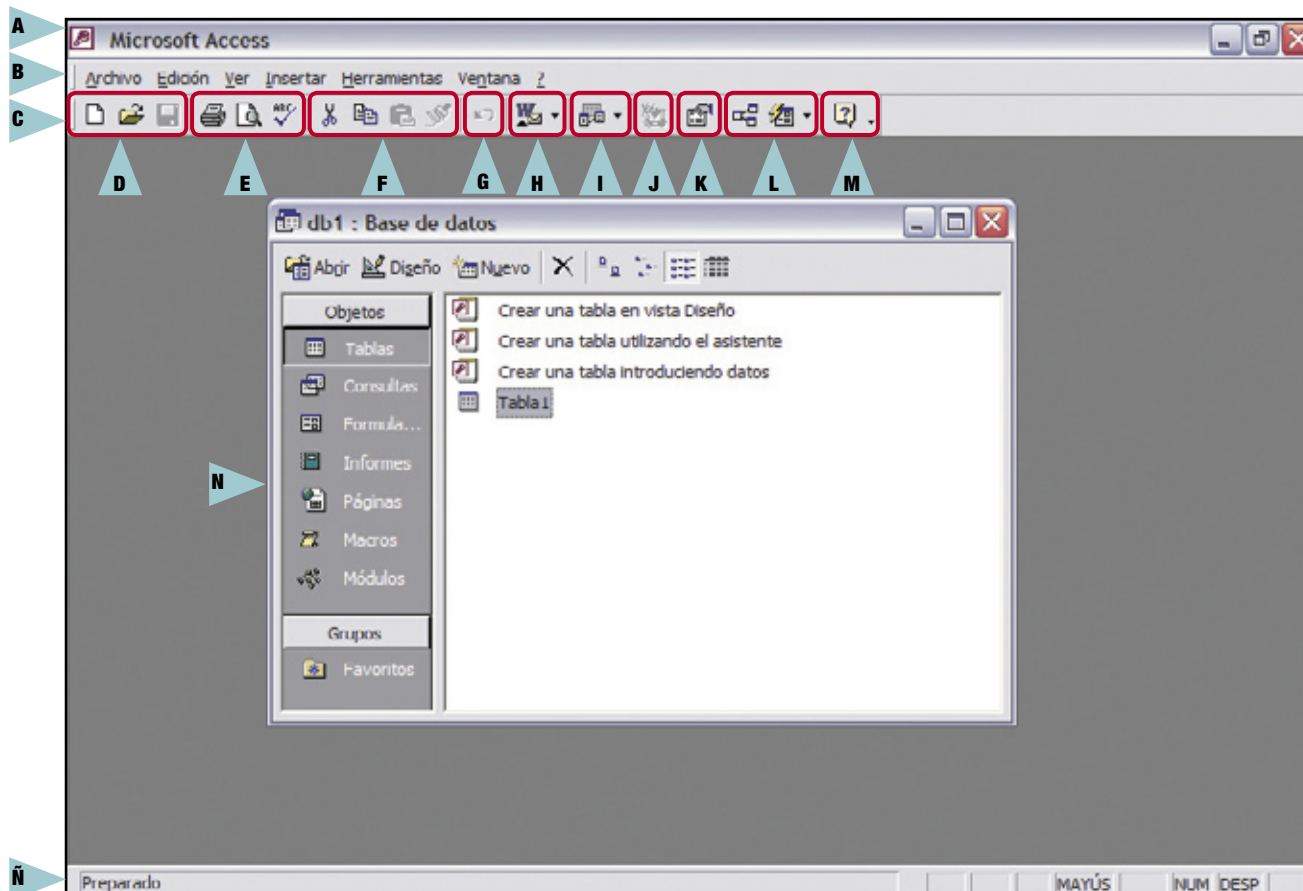 A
Microsoft Access
B
Archivo Edición Ver Insertar Herramientas Ventana ?
C
D E F G H I J K L M
db1 : Base de datos
Abrir Diseño Nuevo
Objetos
Tablas
Consultas
Formula...
Informes
Páginas
Macros
Módulos
Grupos
Favoritos
Crear una tabla en vista Diseño
Crear una tabla utilizando el asistente
Crear una tabla introduciendo datos
Tabla1
N
Ñ
Preparado MAYÚS NUM DESP